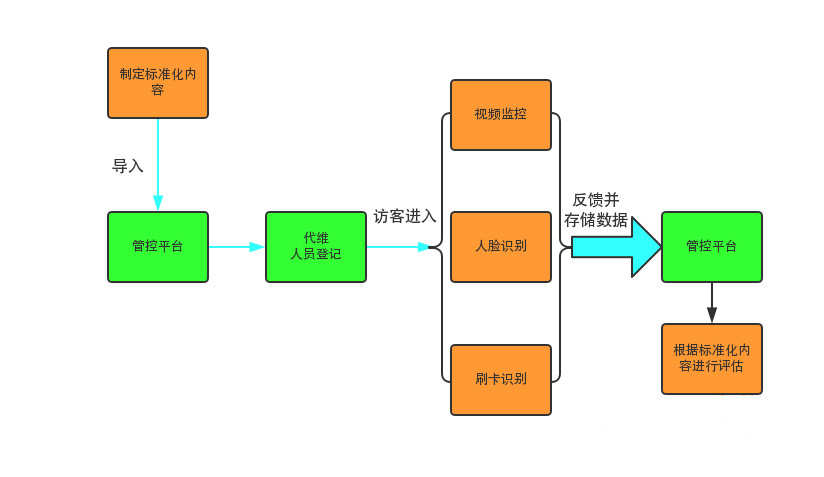 制定标准化内
容
导入
管控平台
代维
人员登记
访客进入
视频监控
人脸识别
刷卡识别
反馈并
存储数据
管控平台
根据标准化内
容进行评估